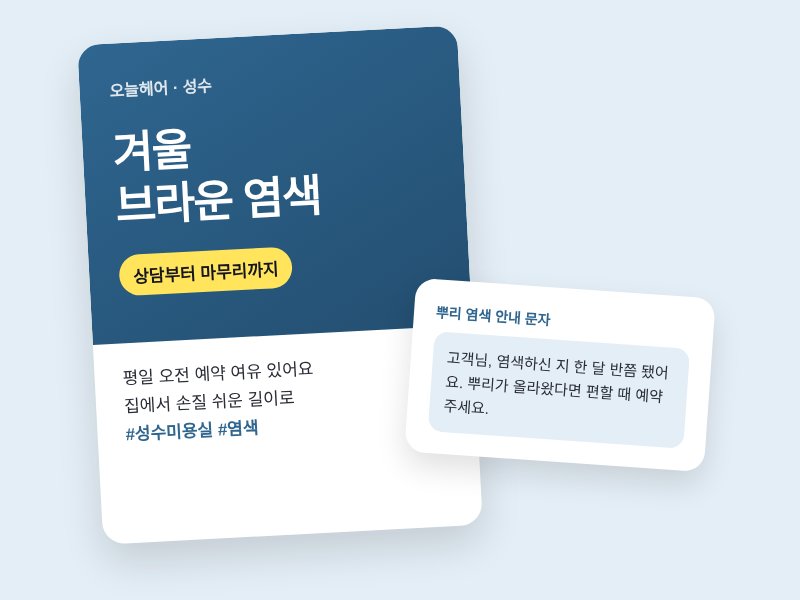 오늘헤어 · 성수
겨울
브라운 염색
상담부터 마무리까지
평일 오전 예약 여유 있어요
집에서 손질 쉬운 길이로
#성수미용실 #염색
뿌리 염색 안내 문자
고객님, 염색하신 지 한 달 반쯤 됐어
요. 뿌리가 올라왔다면 편할 때 예약
주세요.